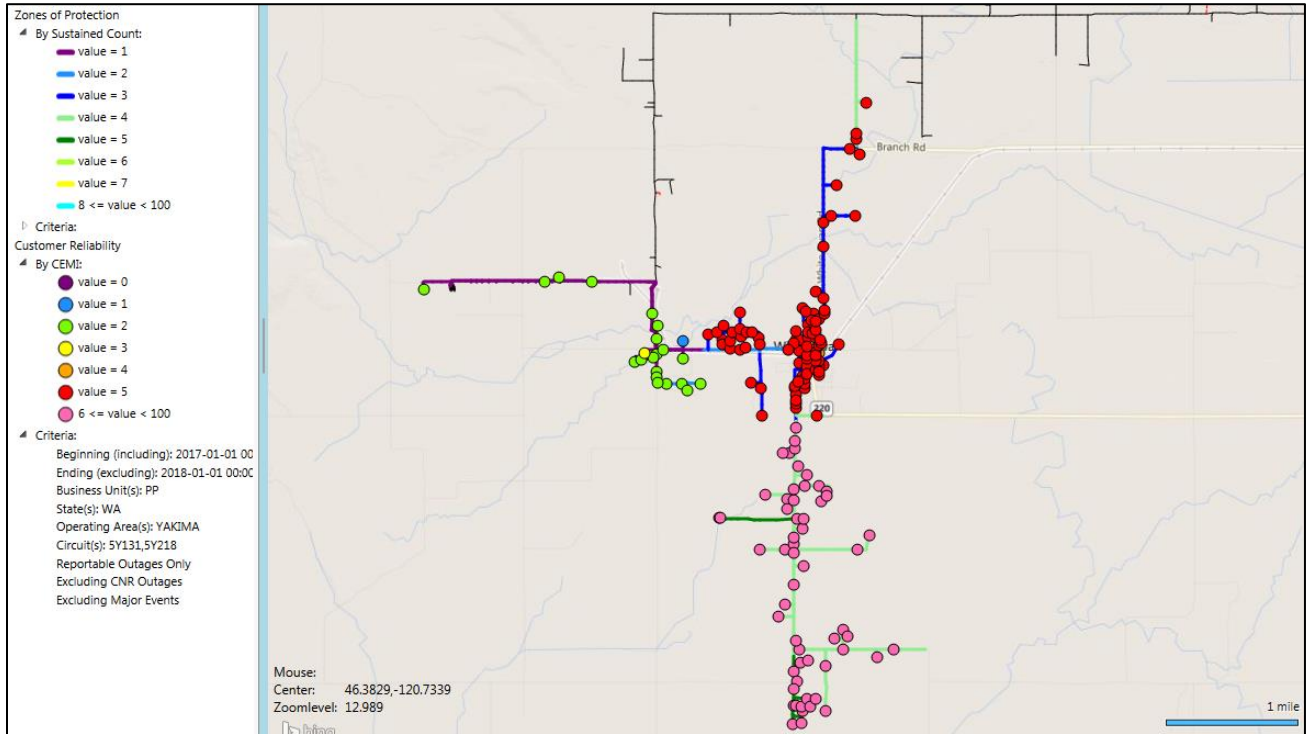 Zones of Protection
By Sustained Count:
value = 1
value = 2
value = 3
value = 4
value = 5
value = 6
value = 7
8 <= value < 100
Criteria:
Customer Reliability
By CEMI:
value = 0
value = 1
value = 2
value = 3
value = 4
value = 5
6 <= value < 100
Criteria:
Beginning (including): 2017-01-01 00
Ending (excluding): 2018-01-01 00:00
Business Unit(s): PP
State(s): WA
Operating Area(s): YAKIMA
Circuit(s): 5Y131,5Y218
Reportable Outages Only
Excluding CNR Outages
Excluding Major Events
Branch Rd
220
Mouse:
Center: 46.3829,-120.7339
Zoomlevel: 12.989
bing
1 mile